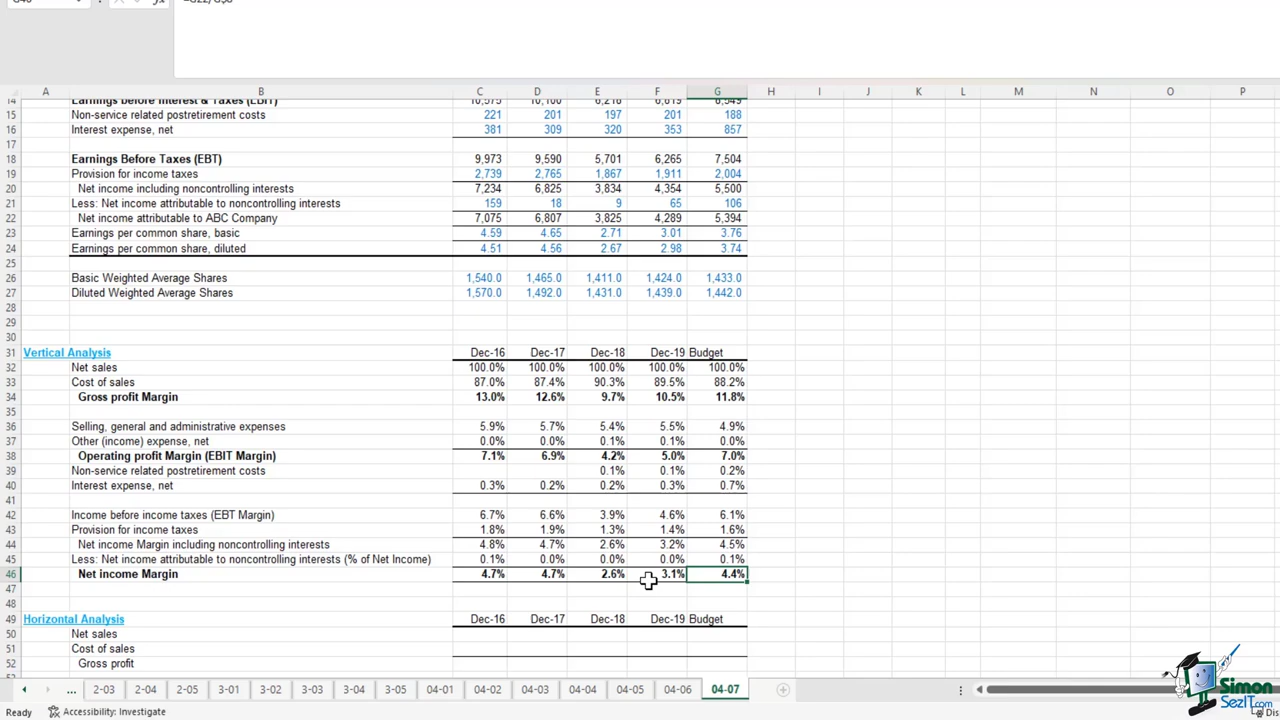 A B C D E F G H I J K L M N O P
14 Earnings before Interest & Taxes (EBIT) 10,575 10,100 6,216 6,819 8,549
15 Non-service related postretirement costs 221 201 197 201 188
16 Interest expense, net 381 309 320 353 857
17
18 Earnings Before Taxes (EBT) 9,973 9,590 5,701 6,265 7,504
19 Provision for income taxes 2,739 2,765 1,867 1,911 2,004
20 Net income including noncontrolling interests 7,234 6,825 3,834 4,354 5,500
21 Less: Net income attributable to noncontrolling interests 159 18 9 65 106
22 Net income attributable to ABC Company 7,075 6,807 3,825 4,289 5,394
23 Earnings per common share, basic 4.59 4.65 2.71 3.01 3.76
24 Earnings per common share, diluted 4.51 4.56 2.67 2.98 3.74
25
26 Basic Weighted Average Shares 1,540.0 1,465.0 1,411.0 1,424.0 1,433.0
27 Diluted Weighted Average Shares 1,570.0 1,492.0 1,431.0 1,439.0 1,442.0
28
29
30
31 Vertical Analysis Dec-16 Dec-17 Dec-18 Dec-19 Budget
32 Net sales 100.0% 100.0% 100.0% 100.0% 100.0%
33 Cost of sales 87.0% 87.4% 90.3% 89.5% 88.2%
34 Gross profit Margin 13.0% 12.6% 9.7% 10.5% 11.8%
35
36 Selling, general and administrative expenses 5.9% 5.7% 5.4% 5.5% 4.9%
37 Other (income) expense, net 0.0% 0.0% 0.1% 0.1% 0.0%
38 Operating profit Margin (EBIT Margin) 7.1% 6.9% 4.2% 5.0% 7.0%
39 Non-service related postretirement costs 0.1% 0.1% 0.2%
40 Interest expense, net 0.3% 0.2% 0.2% 0.3% 0.7%
41
42 Income before income taxes (EBT Margin) 6.7% 6.6% 3.9% 4.6% 6.1%
43 Provision for income taxes 1.8% 1.9% 1.3% 1.4% 1.6%
44 Net income Margin including noncontrolling interests 4.8% 4.7% 2.6% 3.2% 4.5%
45 Less: Net income attributable to noncontrolling interests (% of Net Income) 0.1% 0.0% 0.0% 0.0% 0.1%
46 Net income Margin 4.7% 4.7% 2.6% 3.1% 4.4%
47
48
49 Horizontal Analysis Dec-16 Dec-17 Dec-18 Dec-19 Budget
50 Net sales
51 Cost of sales
52 Gross profit
... 2-03 2-04 2-05 3-01 3-02 3-03 3-04 3-05 04-01 04-02 04-03 04-04 04-05 04-06 04-07
Simon
SezIT.com
Ready Accessibility: Investigate